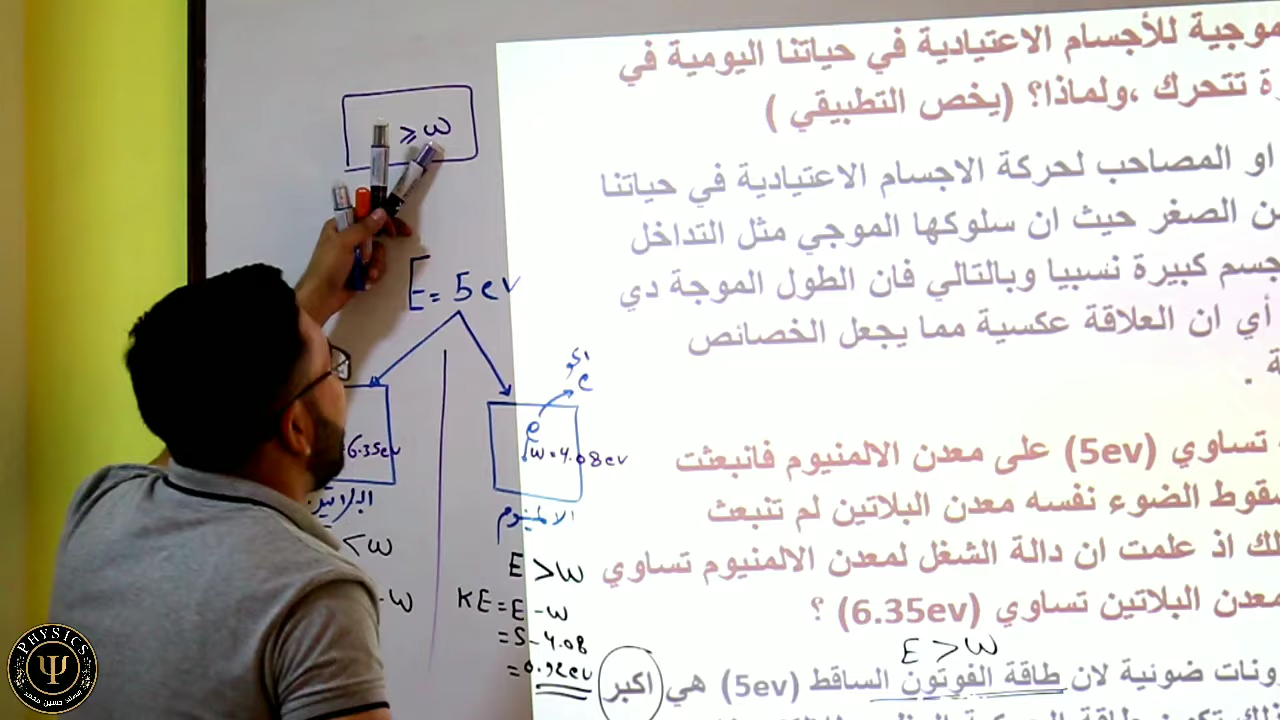 موجية للأجسام الاعتيادية في حياتنا اليومية في
رة تتحرك ،ولماذا؟ (يخص التطبيقي )
او المصاحب لحركة الاجسام الاعتيادية في حياتنا
ن الصغر حيث ان سلوكها الموجي مثل التداخل
جسم كبيرة نسبيا وبالتالي فان الطول الموجة دي
أي ان العلاقة عكسية مما يجعل الخصائص
ة .
تساوي (5ev) على معدن الالمنيوم فانبعثت
سقوط الضوء نفسه معدن البلاتين لم تنبعث
لك اذ علمت ان دالة الشغل لمعدن الالمنيوم تساوي
معدن البلاتين تساوي (6.35ev) ؟
E > w
ونات ضوئية لان طاقة الفوتون الساقط (5ev) هي اكبر
≥ w
E = 5 ev
e
e
w = 4.08 ev
الالمنيوم
E > w
KE = E - w
= 5 - 4.08
= 0.92 ev
6.35 ev
< w
- w
PHYSICS
Ψ